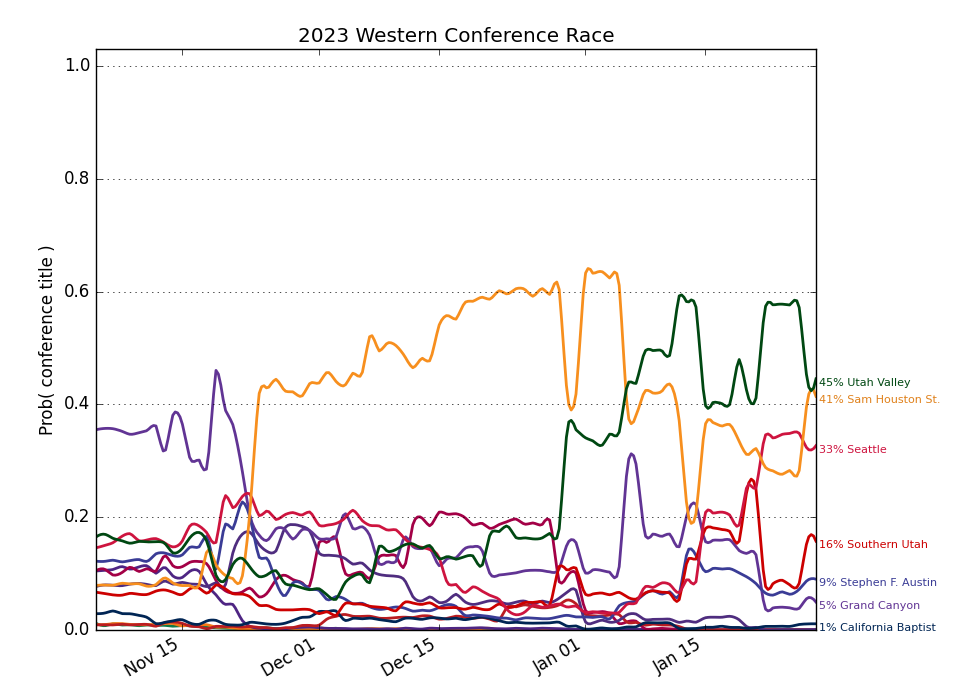 2023 Western Conference Race
Prob( conference title )
1.0
0.8
0.6
0.4
0.2
0.0
45% Utah Valley
41% Sam Houston St.
33% Seattle
16% Southern Utah
9% Stephen F. Austin
5% Grand Canyon
1% California Baptist
Nov 15
Dec 01
Dec 15
Jan 01
Jan 15